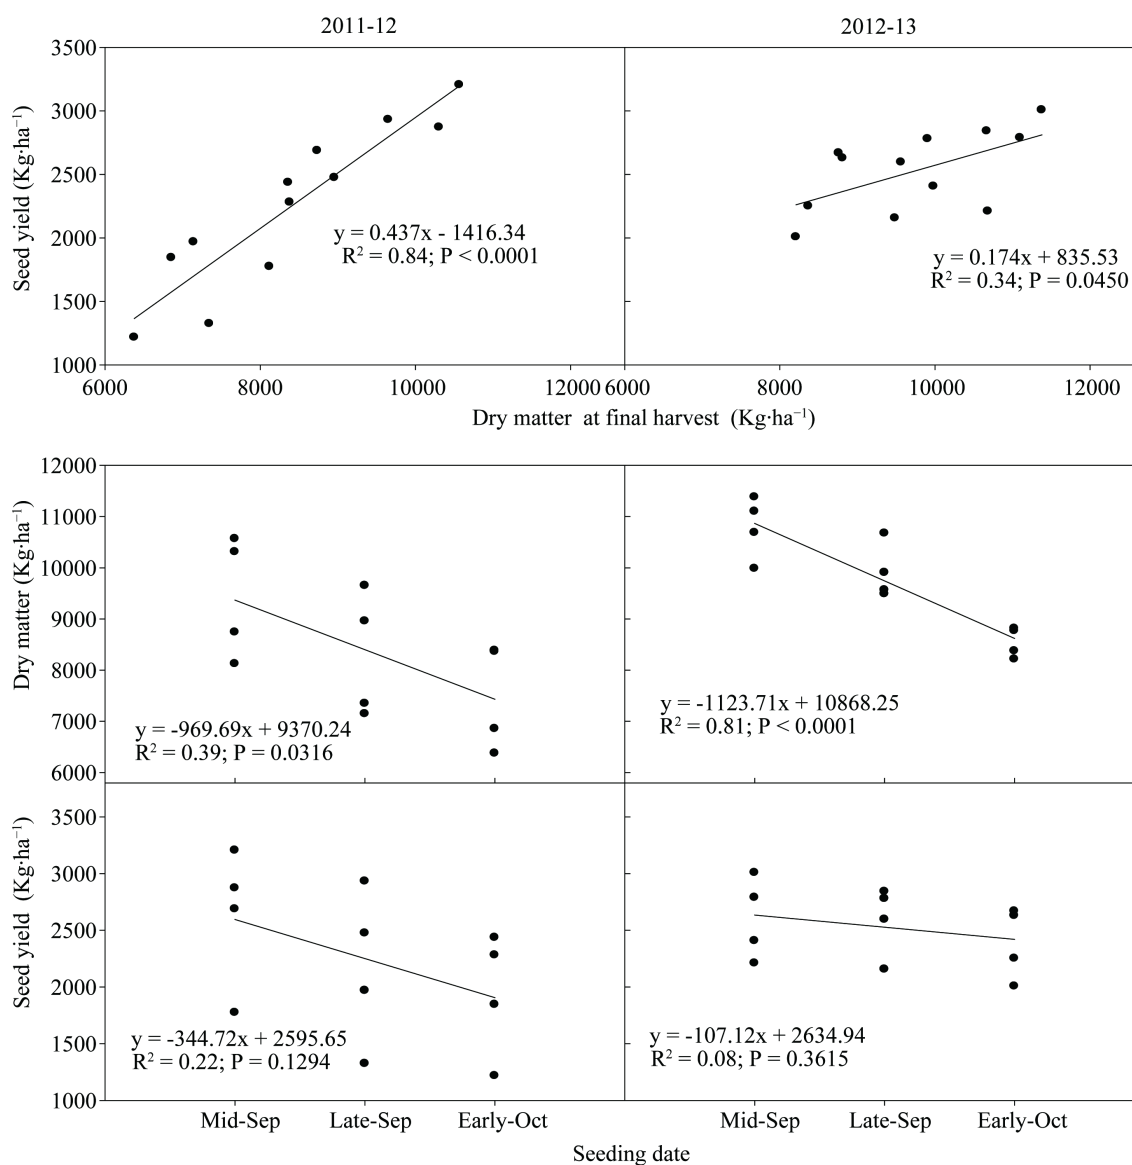 2011-12 2012-13
3500
3000
2500
2000
1500
1000
Seed yield (Kg·ha⁻¹)
y = 0.437x - 1416.34
R² = 0.84; P < 0.0001
y = 0.174x + 835.53
R² = 0.34; P = 0.0450
6000 8000 10000 12000 6000 8000 10000 12000
Dry matter at final harvest (Kg·ha⁻¹)
12000
11000
10000
9000
8000
7000
6000
Dry matter (Kg·ha⁻¹)
y = -969.69x + 9370.24
R² = 0.39; P = 0.0316
y = -1123.71x + 10868.25
R² = 0.81; P < 0.0001
3500
3000
2500
2000
1500
1000
Seed yield (Kg·ha⁻¹)
y = -344.72x + 2595.65
R² = 0.22; P = 0.1294
y = -107.12x + 2634.94
R² = 0.08; P = 0.3615
Mid-Sep Late-Sep Early-Oct Mid-Sep Late-Sep Early-Oct
Seeding date